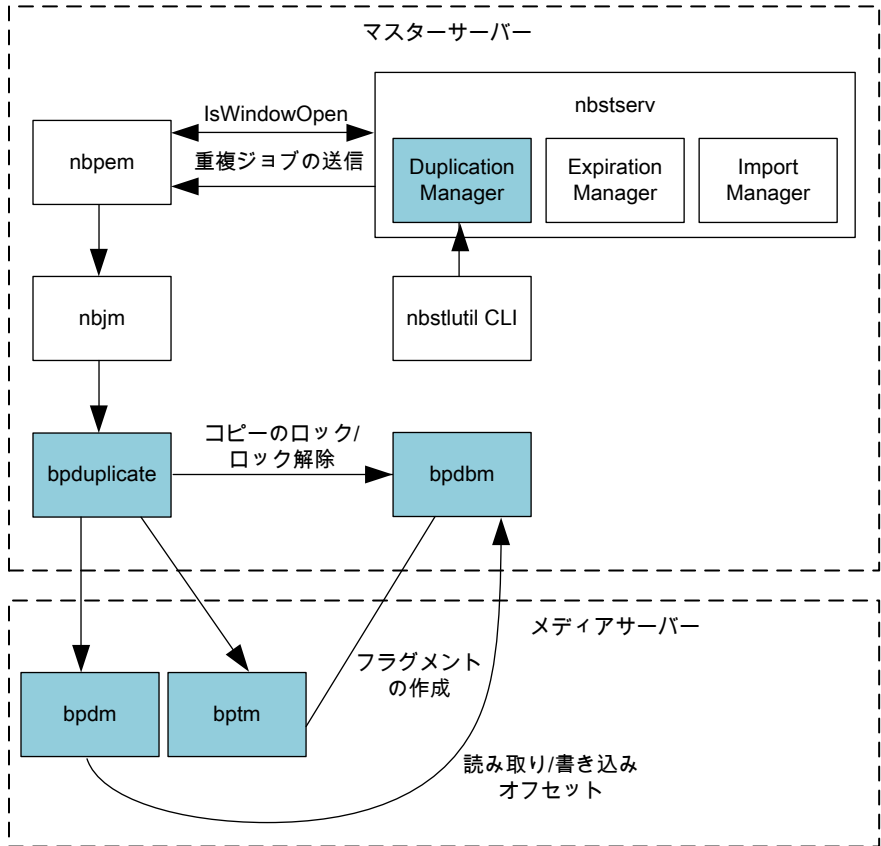 マスターサーバー
nbstserv
IsWindowOpen
nbpem
重複ジョブの送信
Duplication
Manager
Expiration
Manager
Import
Manager
nbjm
nbstlutil CLI
コピーのロック/
ロック解除
bpduplicate
bpdbm
メディアサーバー
フラグメント
の作成
bpdm
bptm
読み取り/書き込み
オフセット